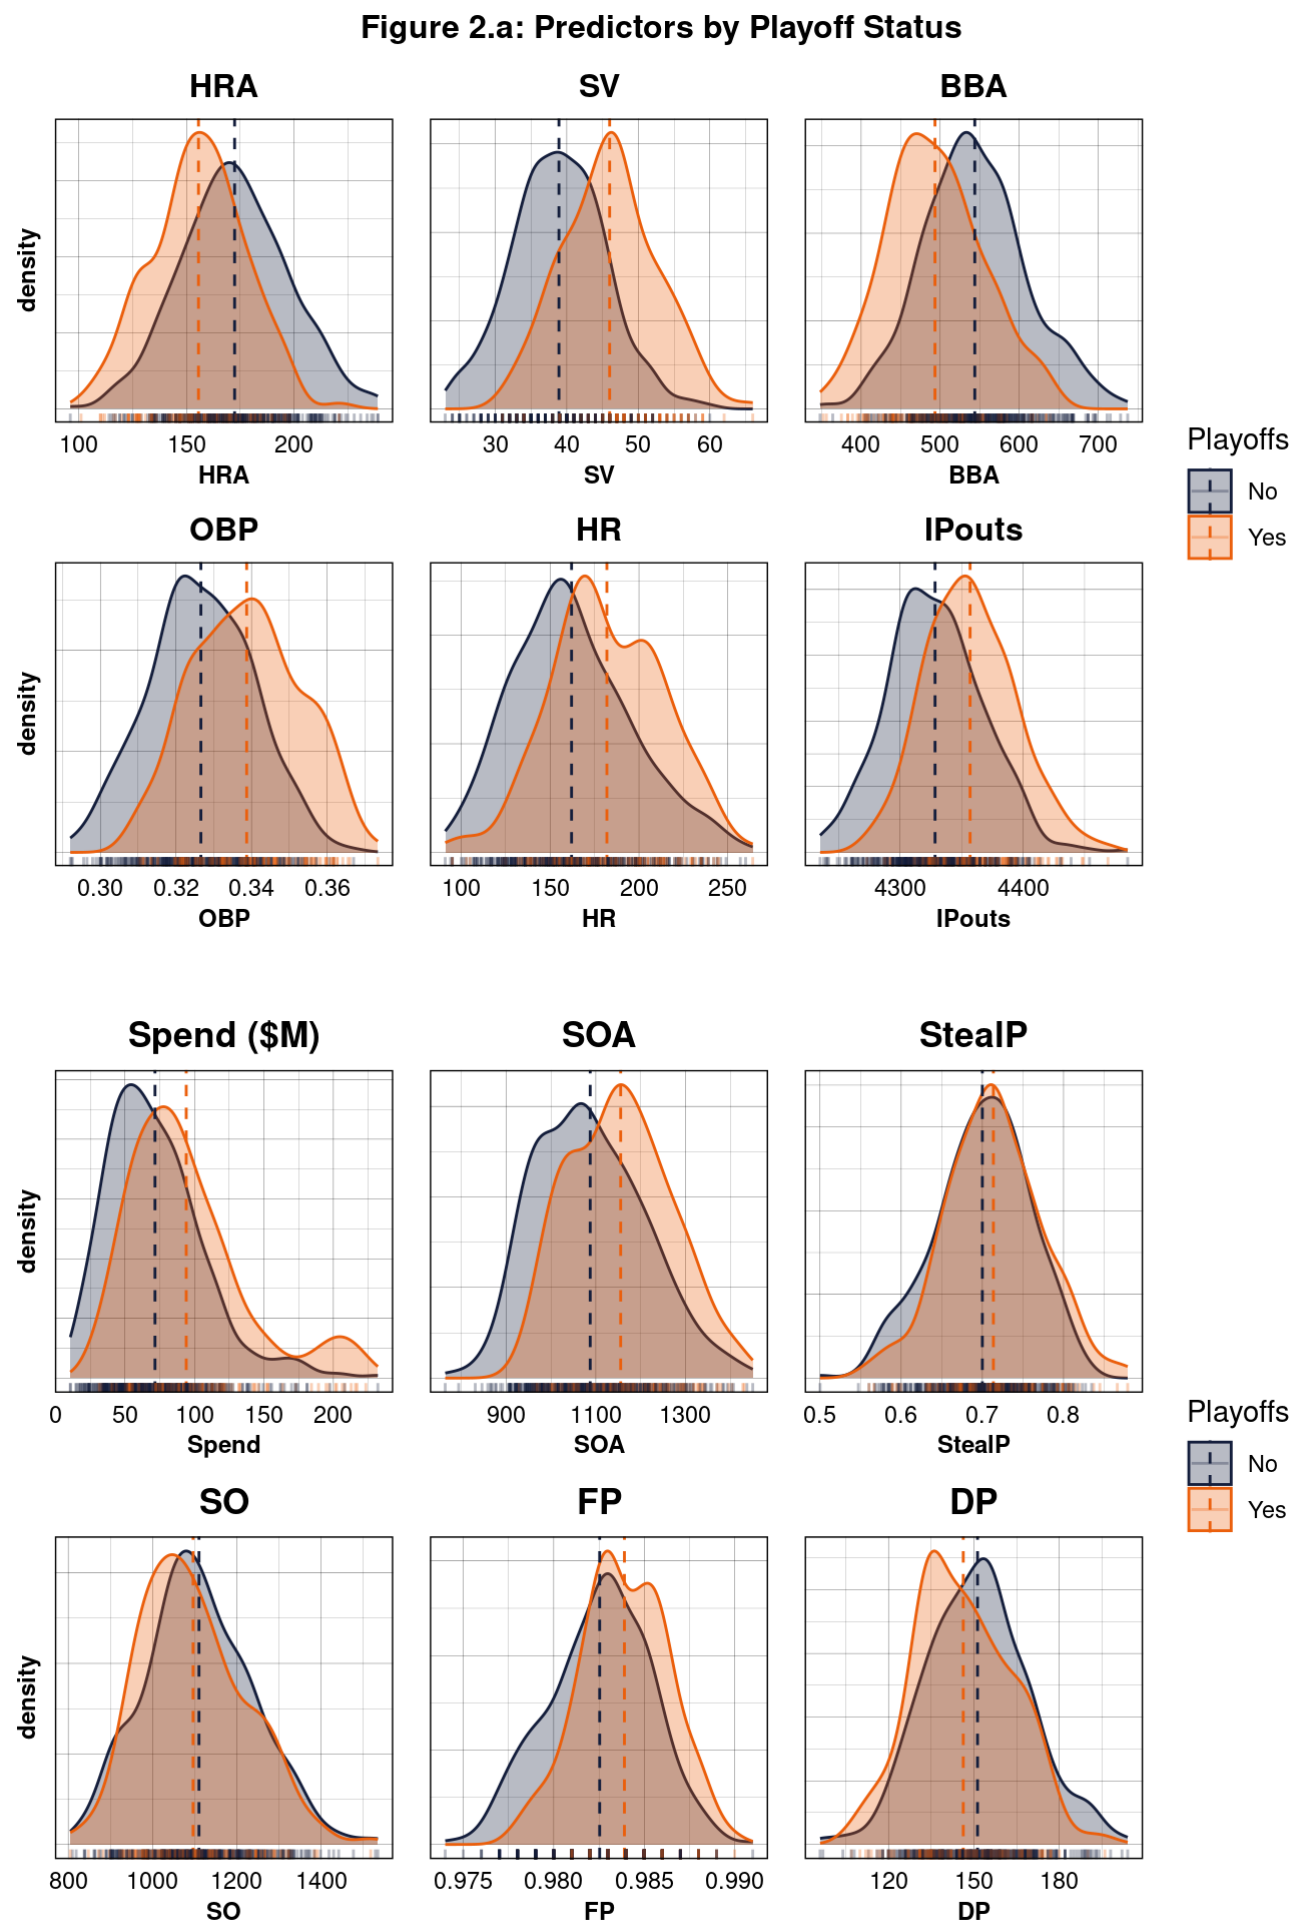 Figure 2.a: Predictors by Playoff Status
HRA SV BBA
density
100 150 200
30 40 50 60
400 500 600 700
HRA SV BBA
Playoffs
No
Yes
OBP HR IPouts
density
0.30 0.32 0.34 0.36
100 150 200 250
4300 4400
OBP HR IPouts
Spend ($M) SOA StealP
density
0 50 100 150 200
900 1100 1300
0.5 0.6 0.7 0.8
Spend SOA StealP
Playoffs
No
Yes
SO FP DP
density
800 1000 1200 1400
0.975 0.980 0.985 0.990
120 150 180
SO FP DP